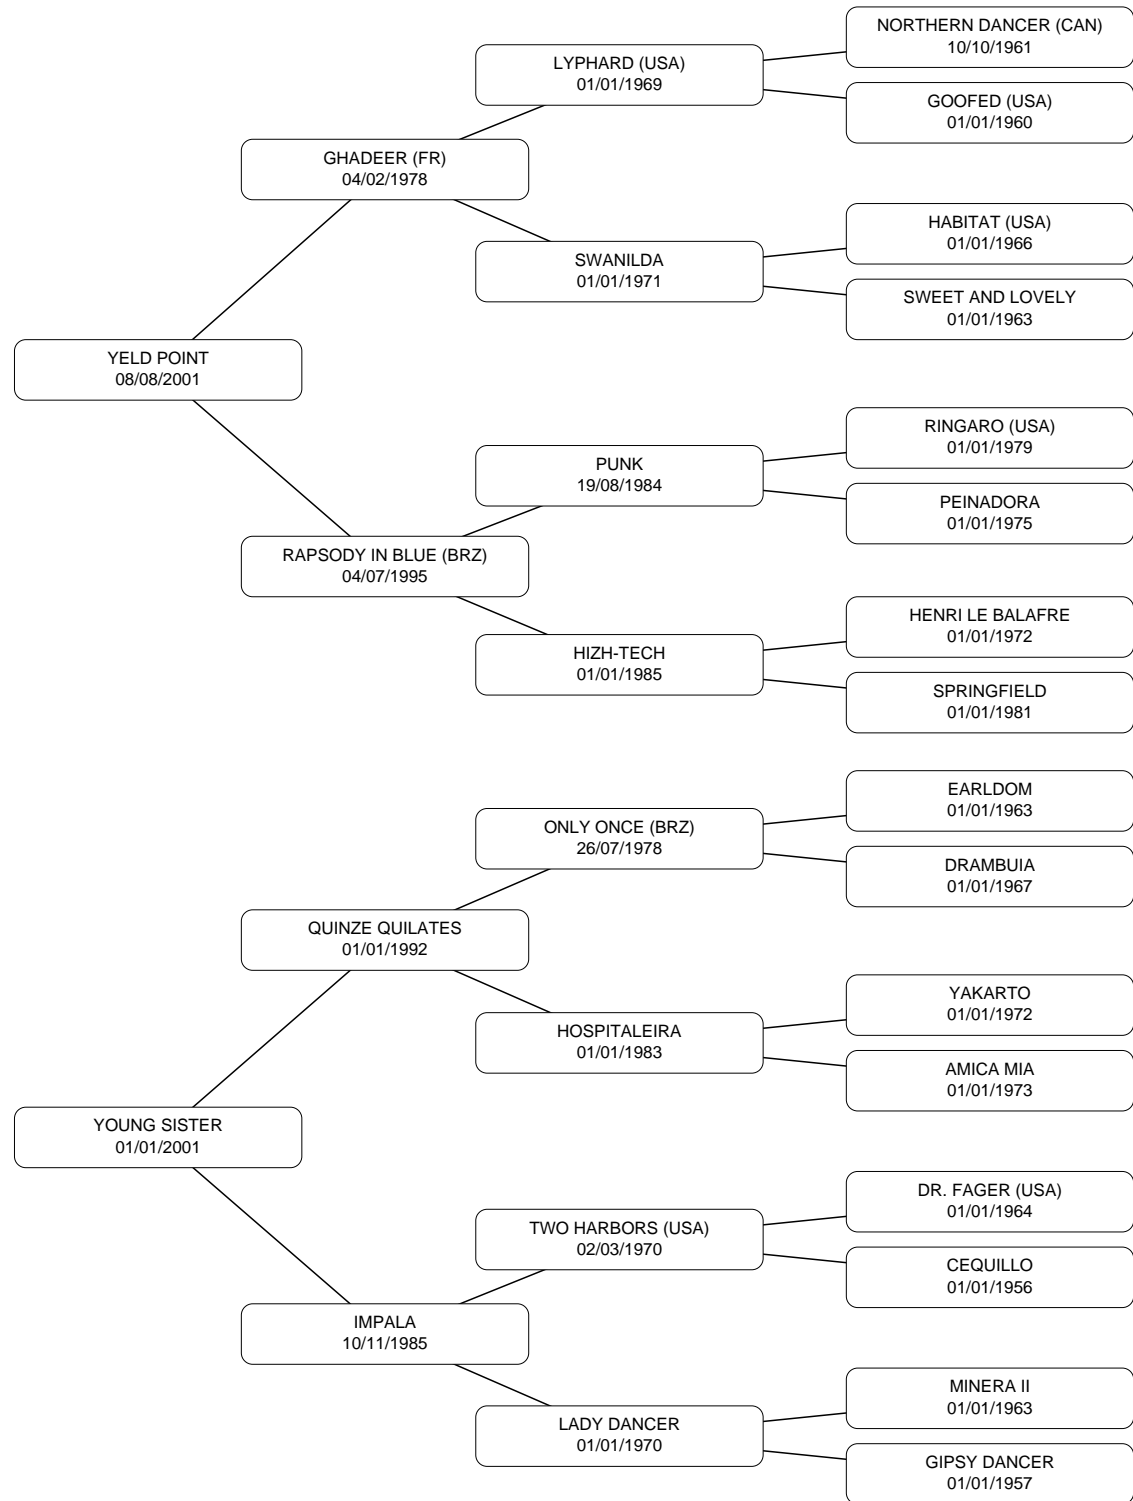 NORTHERN DANCER (CAN)
10/10/1961
LYPHARD (USA)
01/01/1969
GOOFED (USA)
01/01/1960
GHADEER (FR)
04/02/1978
HABITAT (USA)
01/01/1966
SWANILDA
01/01/1971
SWEET AND LOVELY
01/01/1963
YELD POINT
08/08/2001
RINGARO (USA)
01/01/1979
PUNK
19/08/1984
PEINADORA
01/01/1975
RAPSODY IN BLUE (BRZ)
04/07/1995
HENRI LE BALAFRE
01/01/1972
HIZH-TECH
01/01/1985
SPRINGFIELD
01/01/1981
EARLDOM
01/01/1963
ONLY ONCE (BRZ)
26/07/1978
DRAMBUIA
01/01/1967
QUINZE QUILATES
01/01/1992
YAKARTO
01/01/1972
HOSPITALEIRA
01/01/1983
AMICA MIA
01/01/1973
YOUNG SISTER
01/01/2001
DR. FAGER (USA)
01/01/1964
TWO HARBORS (USA)
02/03/1970
CEQUILLO
01/01/1956
IMPALA
10/11/1985
MINERA II
01/01/1963
LADY DANCER
01/01/1970
GIPSY DANCER
01/01/1957